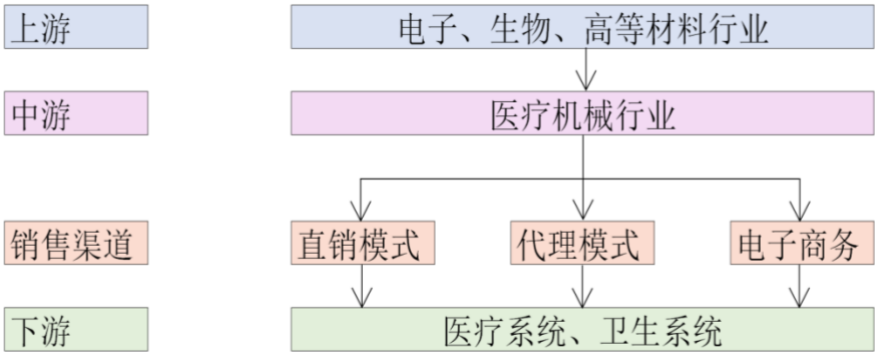 上游
电子、生物、高等材料行业
中游
医疗机械行业
销售渠道
直销模式
代理模式
电子商务
下游
医疗系统、卫生系统